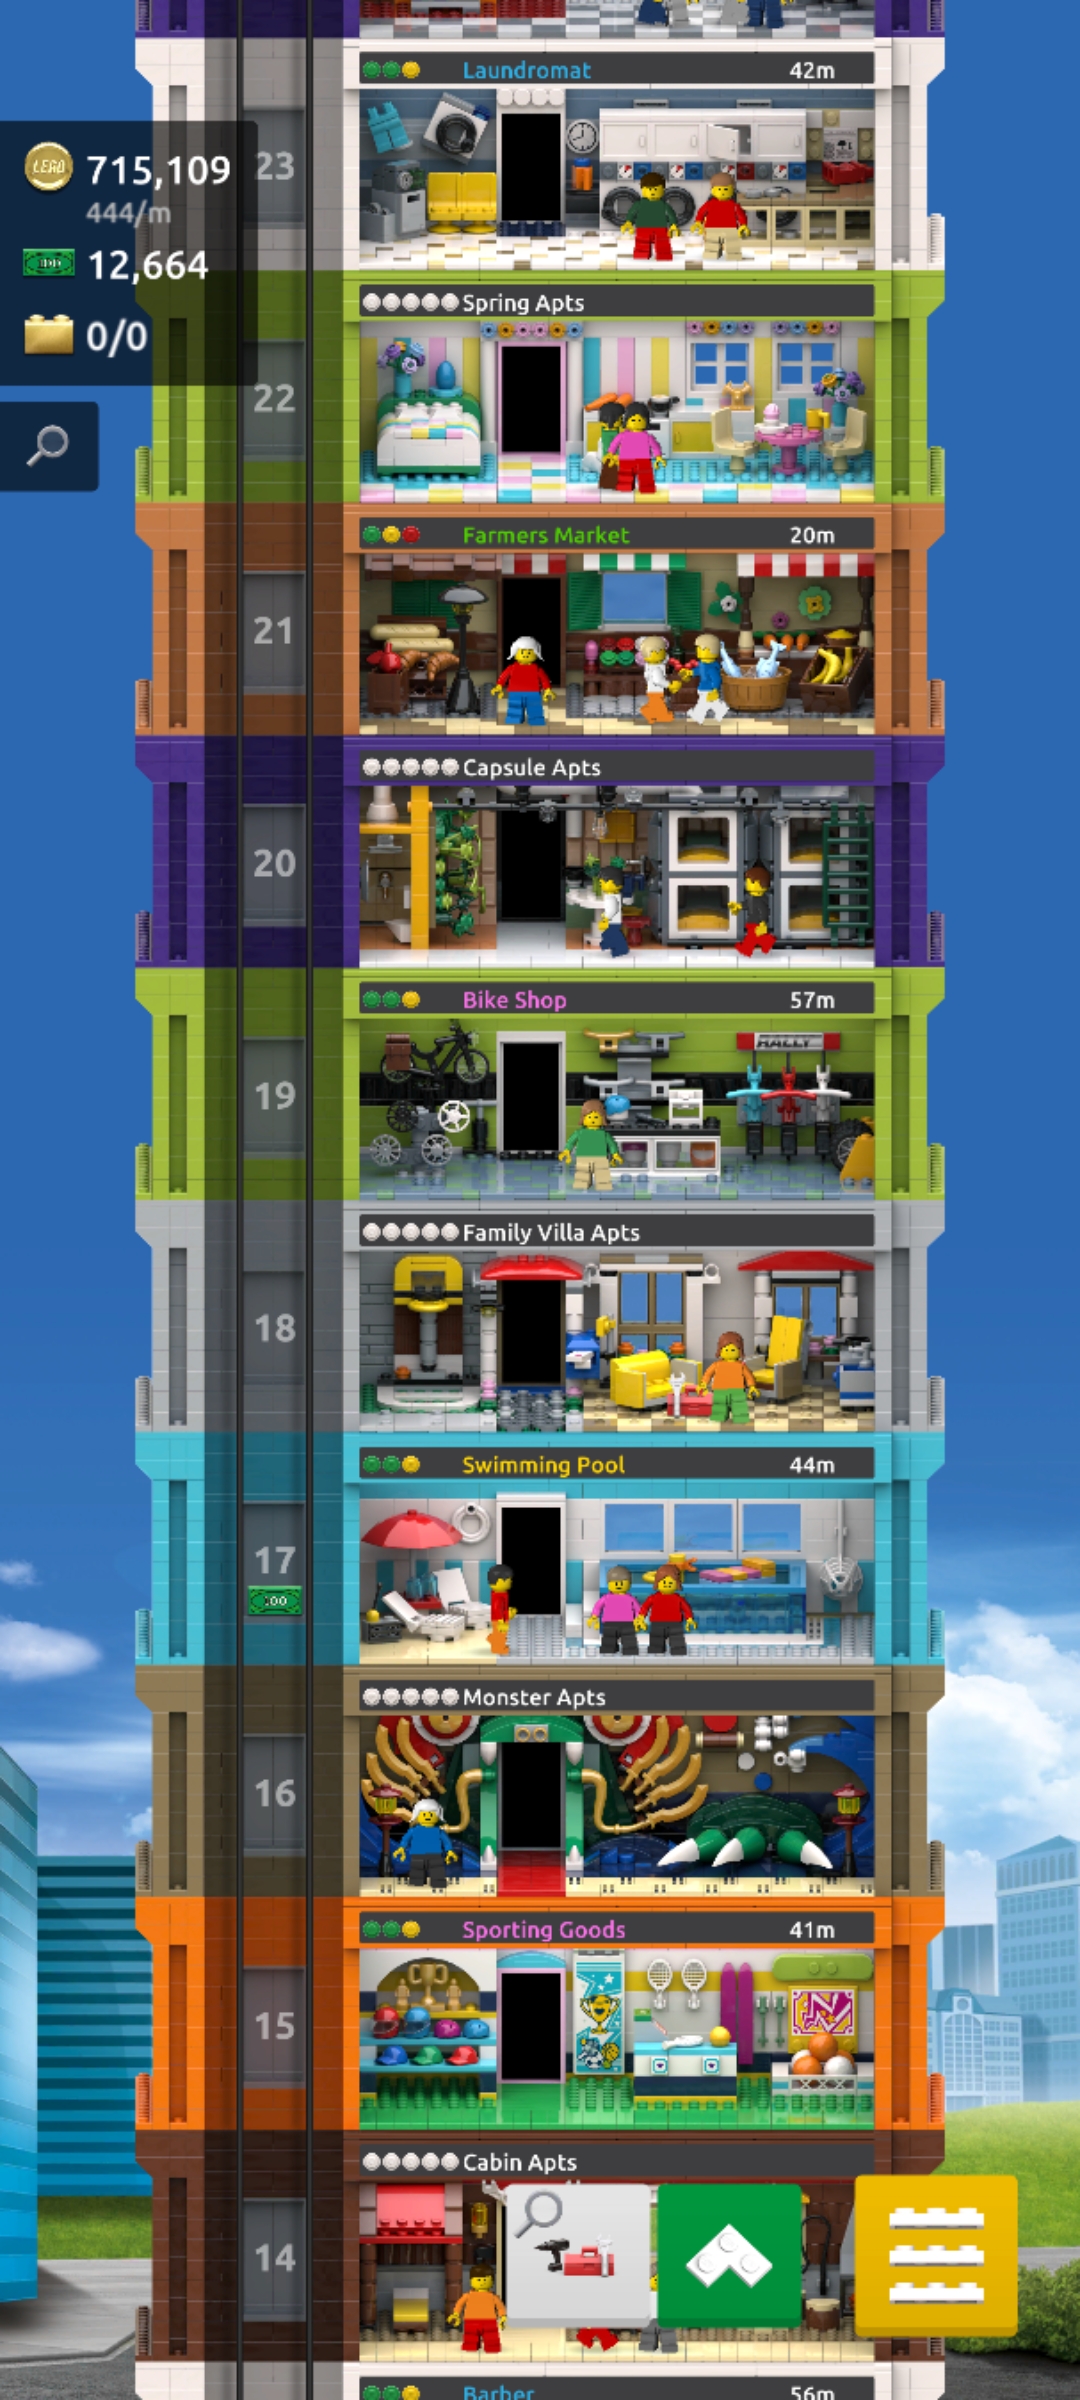 Laundromat 42m
LEGO 715,109
23
444/m
100 12,664
Spring Apts
0/0
22
Farmers Market 20m
21
Capsule Apts
20
Bike Shop 57m
RALLY
19
Family Villa Apts
18
Swimming Pool 44m
17
100
Monster Apts
16
Sporting Goods 41m
15
Cabin Apts
14
Barber 56m